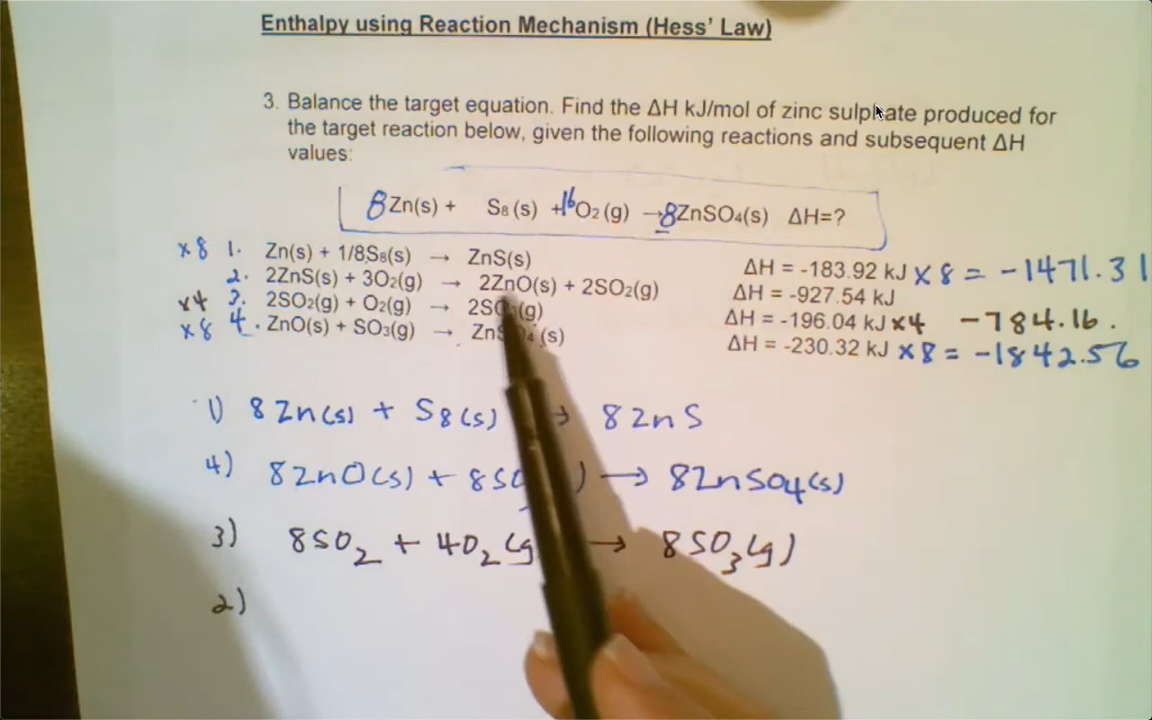 Enthalpy using Reaction Mechanism (Hess' Law)
3. Balance the target equation. Find the ΔH kJ/mol of zinc sulphate produced for
the target reaction below, given the following reactions and subsequent ΔH
values:
8Zn(s) + S₈(s) +16O₂(g) →8ZnSO₄(s) ΔH=?
x8 1. Zn(s) + 1/8S₈(s) → ZnS(s) ΔH = -183.92 kJ x8 = -1471.31
2. 2ZnS(s) + 3O₂(g) → 2ZnO(s) + 2SO₂(g) ΔH = -927.54 kJ
x4 3. 2SO₂(g) + O₂(g) → (g) ΔH = -196.04 kJ x4 -784.16.
x8 4. ZnO(s) + SO₃(g) → (s) ΔH = -230.32 kJ x8 = -1842.56
1) 8Zn(s) + S₈(s) → 8ZnS
4) 8ZnO(s) + ) → 8ZnSO₄(s)
3) 8SO₂ + 4O₂(g → 8SO₃(g)
2)